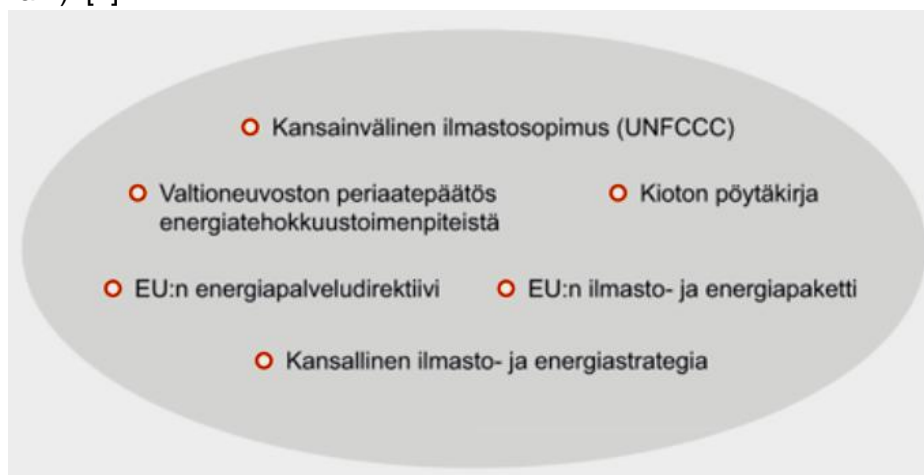 Kansainvälinen ilmastosopimus (UNFCCC)
Valtioneuvoston periaatepäätös
energiatehokkuustoimenpiteistä
Kioton pöytäkirja
EU:n energiapalveludirektiivi
EU:n ilmasto- ja energiapaketti
Kansallinen ilmasto- ja energiastrategia